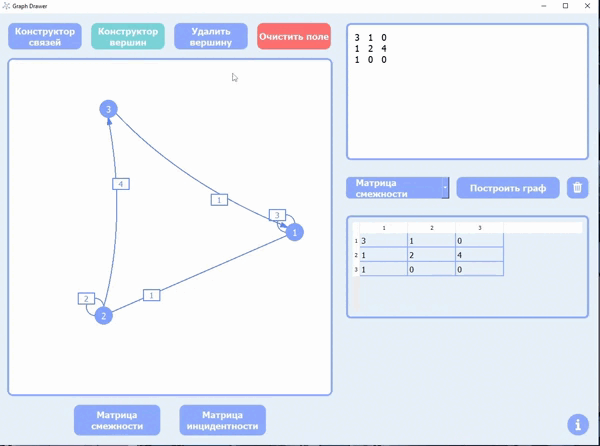 Graph Drawer
Конструктор
связей
Конструктор
вершин
Удалить
вершину
Очистить поле
3 1 0
1 2 4
1 0 0
3
4
1
3
1
2
2
1
Матрица
смежности
Построить граф
1 2 3
1 3 1 0
2 1 2 4
3 1 0 0
Матрица
смежности
Матрица
инцидентности
i